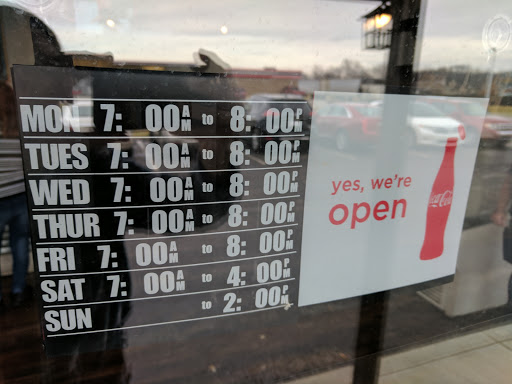 MON 7: 00AM to 8: 00PM
TUES 7: 00AM to 8: 00PM
WED 7: 00AM to 8: 00PM
THUR 7: 00AM to 8: 00PM
FRI 7: 00AM to 8: 00PM
SAT 7: 00AM to 4: 00PM
SUN to 2: 00PM
yes, we're
open
Coca-Cola